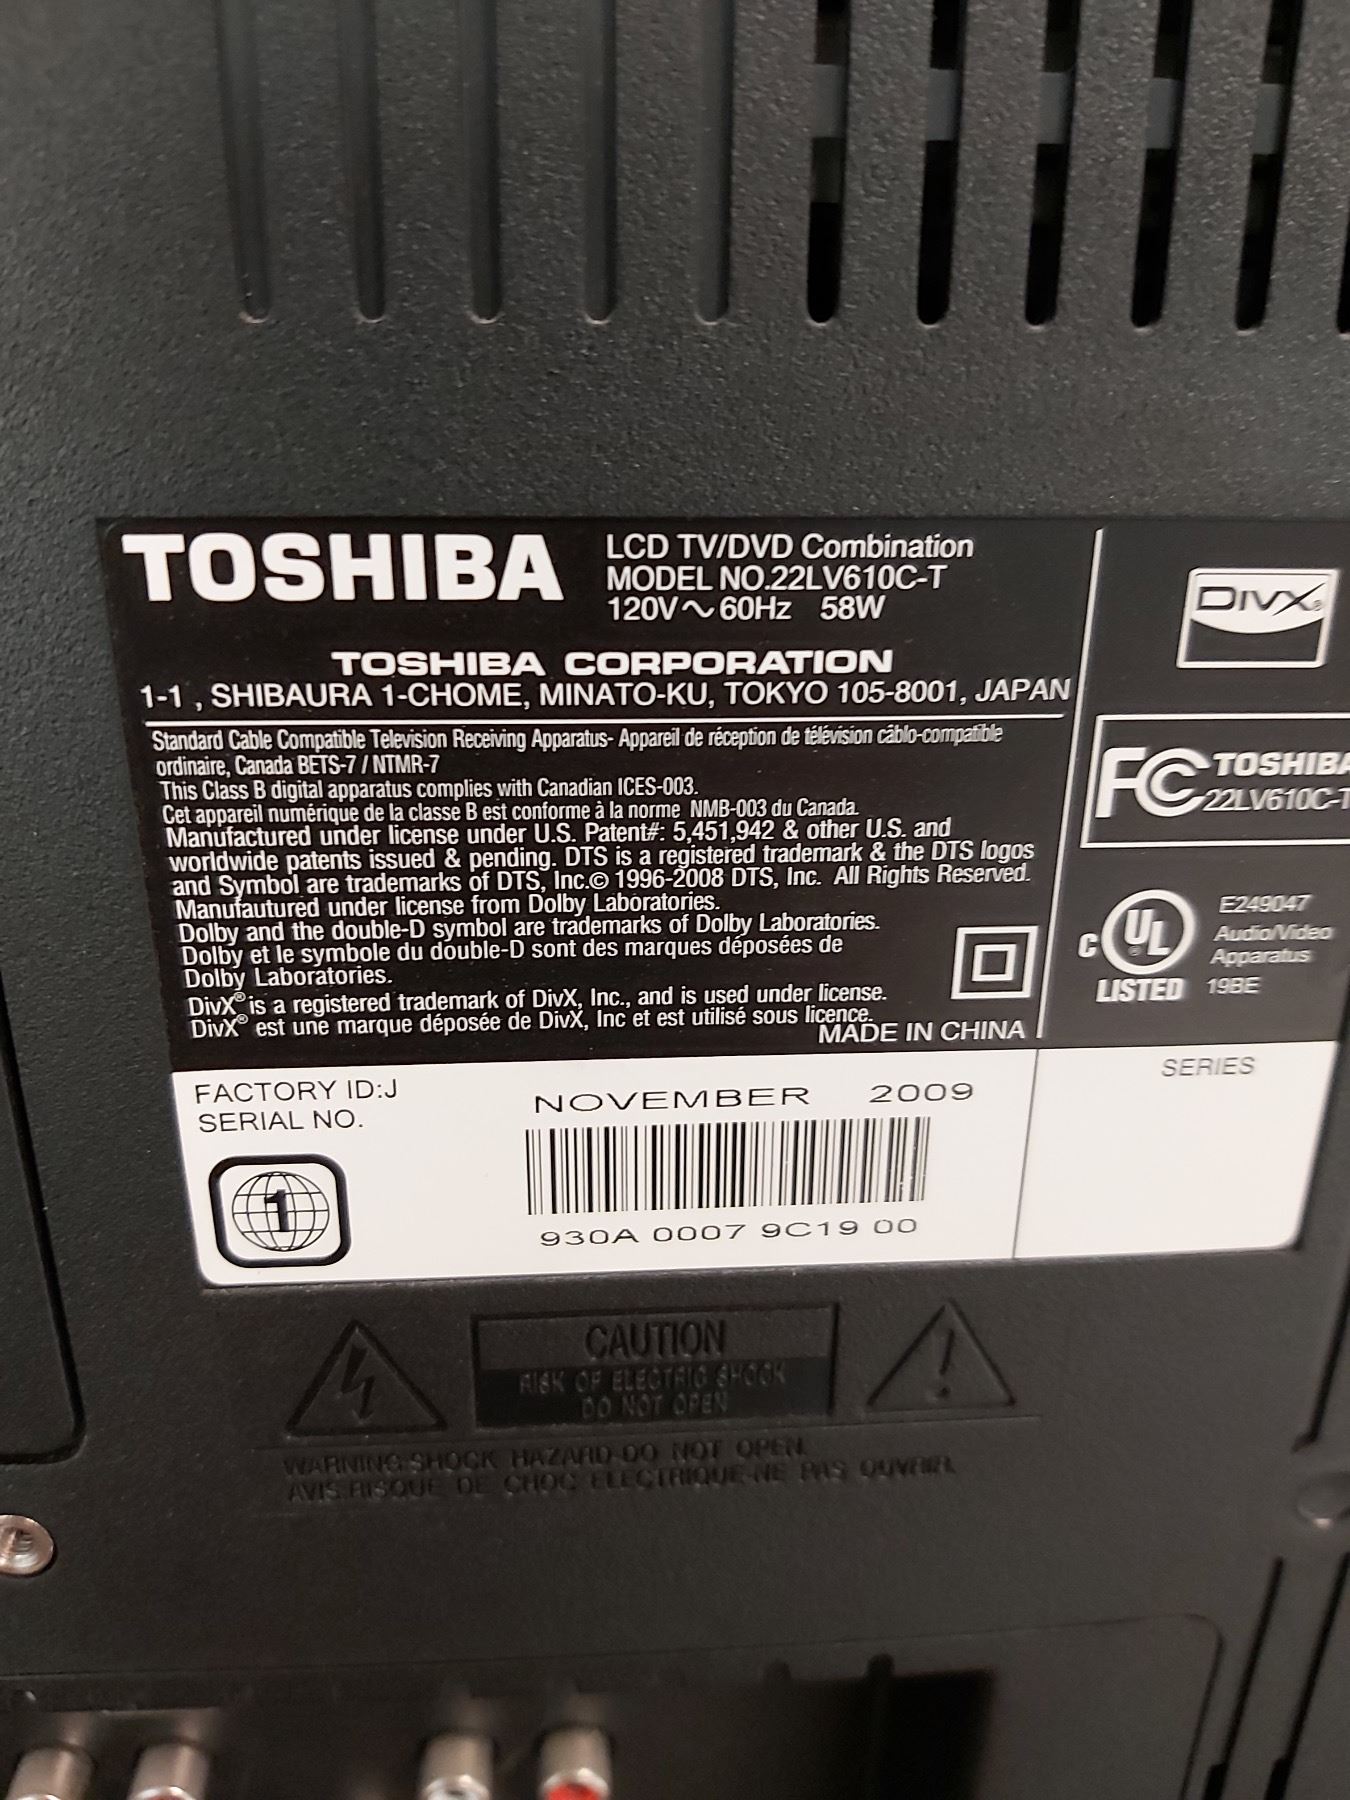 TOSHIBA
LCD TV/DVD Combination
MODEL NO.22LV610C-T
120V～60Hz 58W
TOSHIBA CORPORATION
1-1 , SHIBAURA 1-CHOME, MINATO-KU, TOKYO 105-8001, JAPAN
Standard Cable Compatible Television Receiving Apparatus- Appareil de réception de télévision câblo-compatible
ordinaire, Canada BETS-7 / NTMR-7
This Class B digital apparatus complies with Canadian ICES-003.
Cet appareil numérique de la classe B est conforme à la norme NMB-003 du Canada.
Manufactured under license under U.S. Patent#: 5,451,942 & other U.S. and
worldwide patents issued & pending. DTS is a registered trademark & the DTS logos
and Symbol are trademarks of DTS, Inc.© 1996-2008 DTS, Inc. All Rights Reserved.
Manufautured under license from Dolby Laboratories.
Dolby and the double-D symbol are trademarks of Dolby Laboratories.
Dolby et le symbole du double-D sont des marques déposées de
Dolby Laboratories.
DivX® is a registered trademark of DivX, Inc., and is used under license.
DivX® est une marque déposée de DivX, Inc et est utilisé sous licence.
MADE IN CHINA
DIVX®
FC TOSHIBA
22LV610C-T
C UL ® LISTED
E249047
Audio/Video
Apparatus
19BE
FACTORY ID:J
SERIAL NO.
1
NOVEMBER 2009
930A 0007 9C19 00
SERIES
CAUTION
RISK OF ELECTRIC SHOCK
DO NOT OPEN
WARNING:SHOCK HAZARD-DO NOT OPEN.
AVIS:RISQUE DE CHOC ELECTRIQUE-NE PAS OUVRIR.